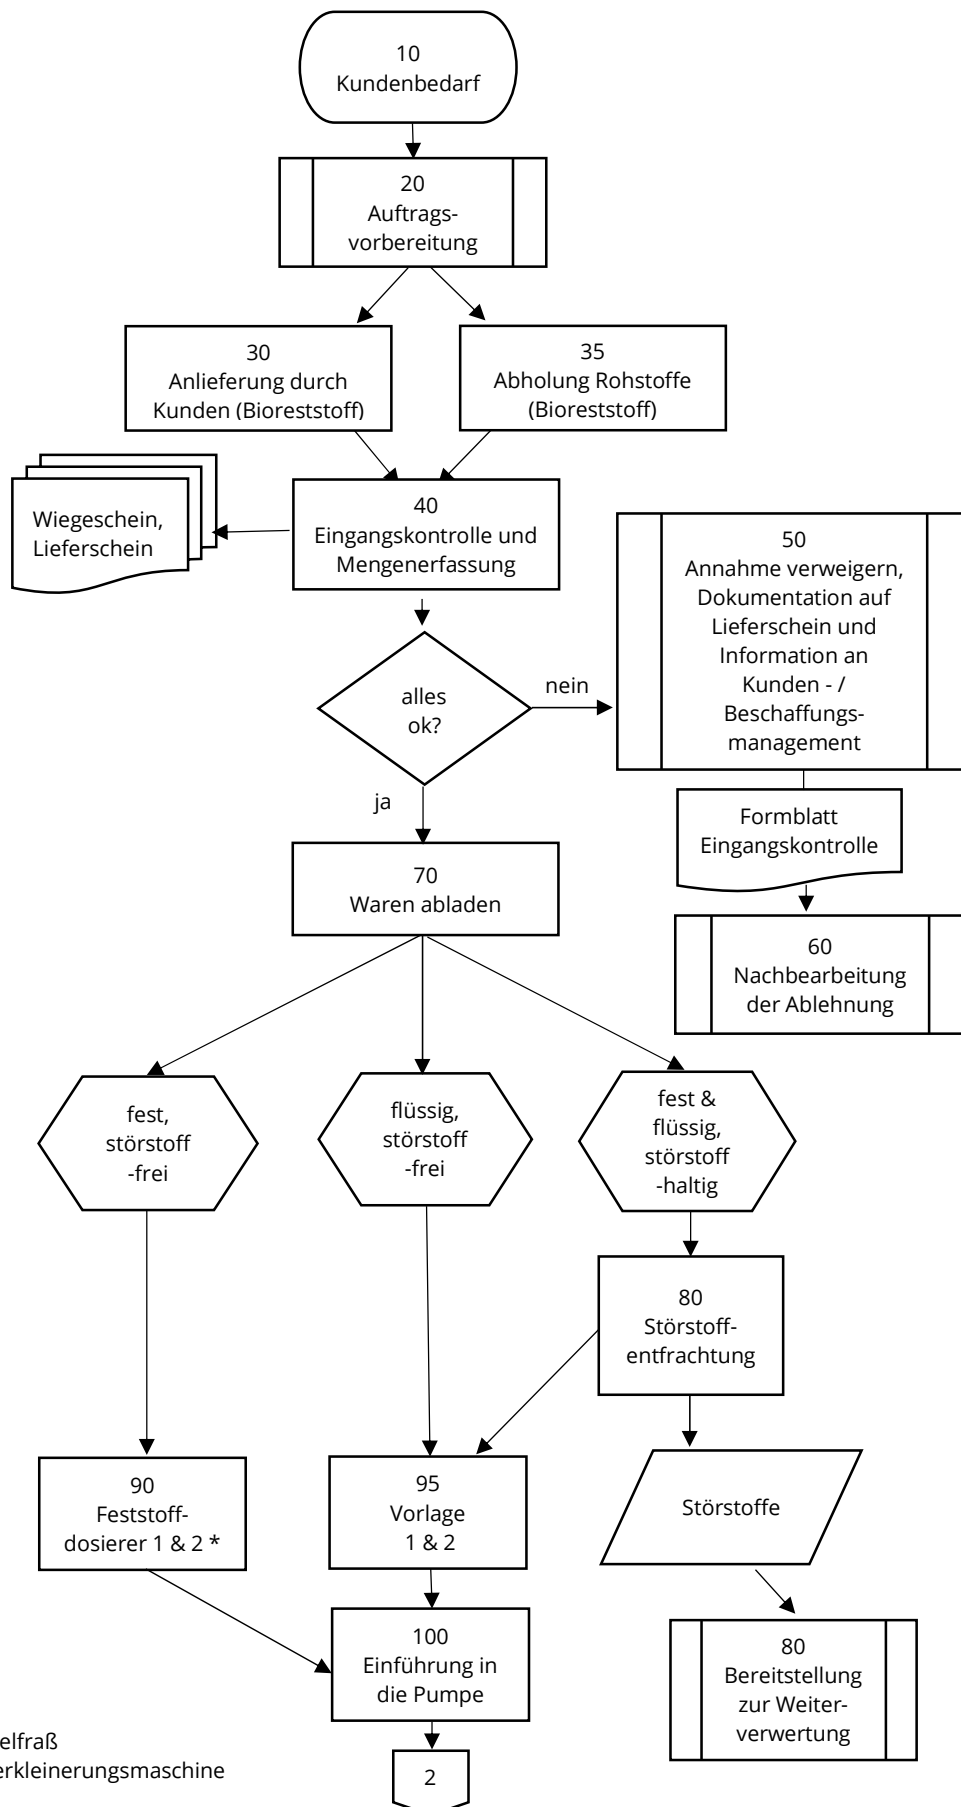 10
Kundenbedarf
20
Auftrags-
vorbereitung
30
Anlieferung durch
Kunden (Bioreststoff)
35
Abholung Rohstoffe
(Bioreststoff)
Wiegeschein,
Lieferschein
40
Eingangskontrolle und
Mengenerfassung
50
Annahme verweigern,
Dokumentation auf
Lieferschein und
Information an
Kunden - /
Beschaffungs-
management
alles
ok?
nein
ja
Formblatt
Eingangskontrolle
70
Waren abladen
60
Nachbearbeitung
der Ablehnung
fest,
störstoff
-frei
flüssig,
störstoff
-frei
fest &
flüssig,
störstoff
-haltig
80
Störstoff-
entfrachtung
90
Feststoff-
dosierer 1 & 2 *
95
Vorlage
1 & 2
Störstoffe
100
Einführung in
die Pumpe
80
Bereitstellung
zur Weiter-
verwertung
elfraß
erkleinerungsmaschine
2